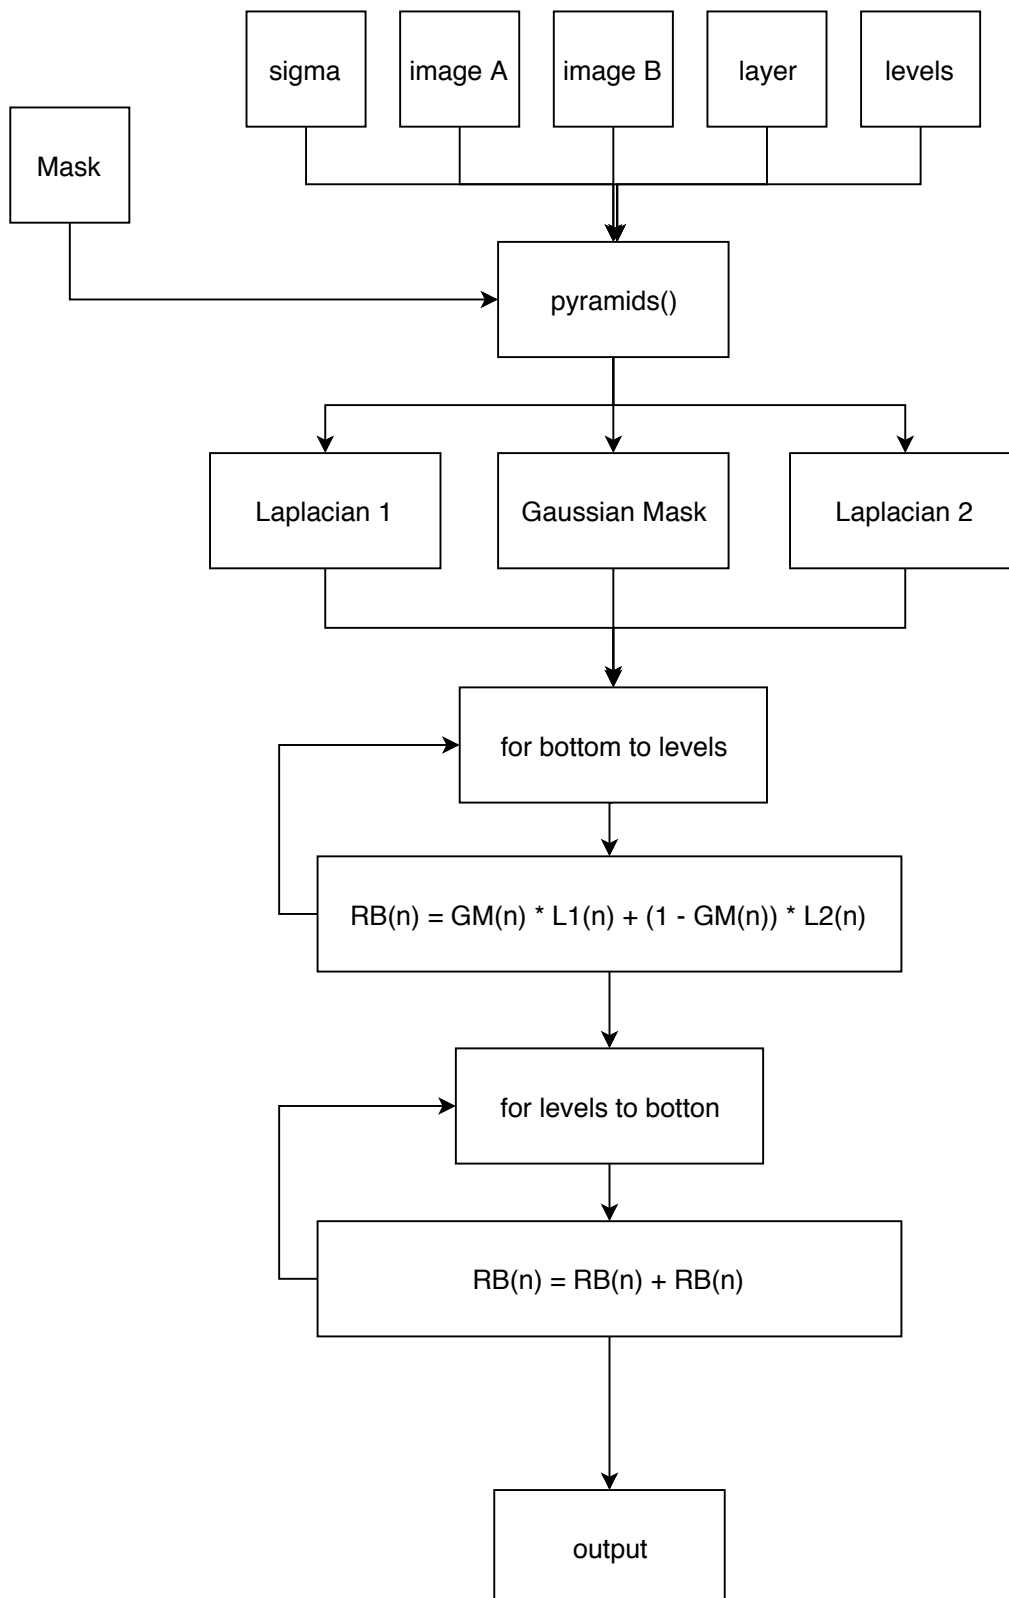 sigma
image A
image B
layer
levels
Mask
pyramids()
Laplacian 1
Gaussian Mask
Laplacian 2
for bottom to levels
RB(n) = GM(n) * L1(n) + (1 - GM(n)) * L2(n)
for levels to botton
RB(n) = RB(n) + RB(n)
output